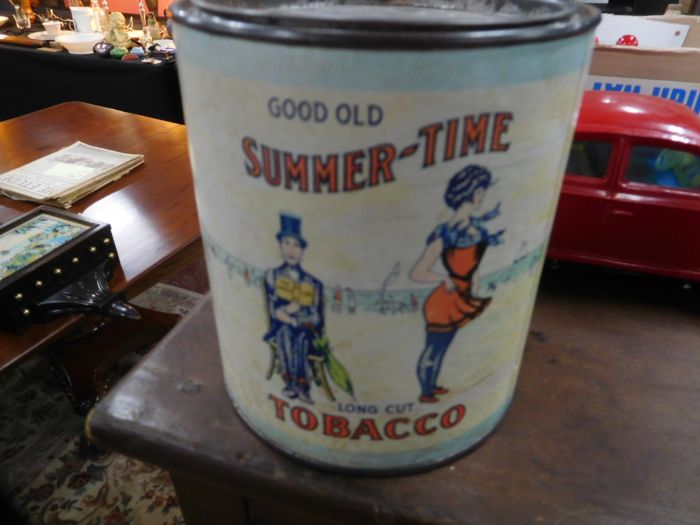 GOOD OLD
SUMMER-TIME
LONG CUT
TOBACCO